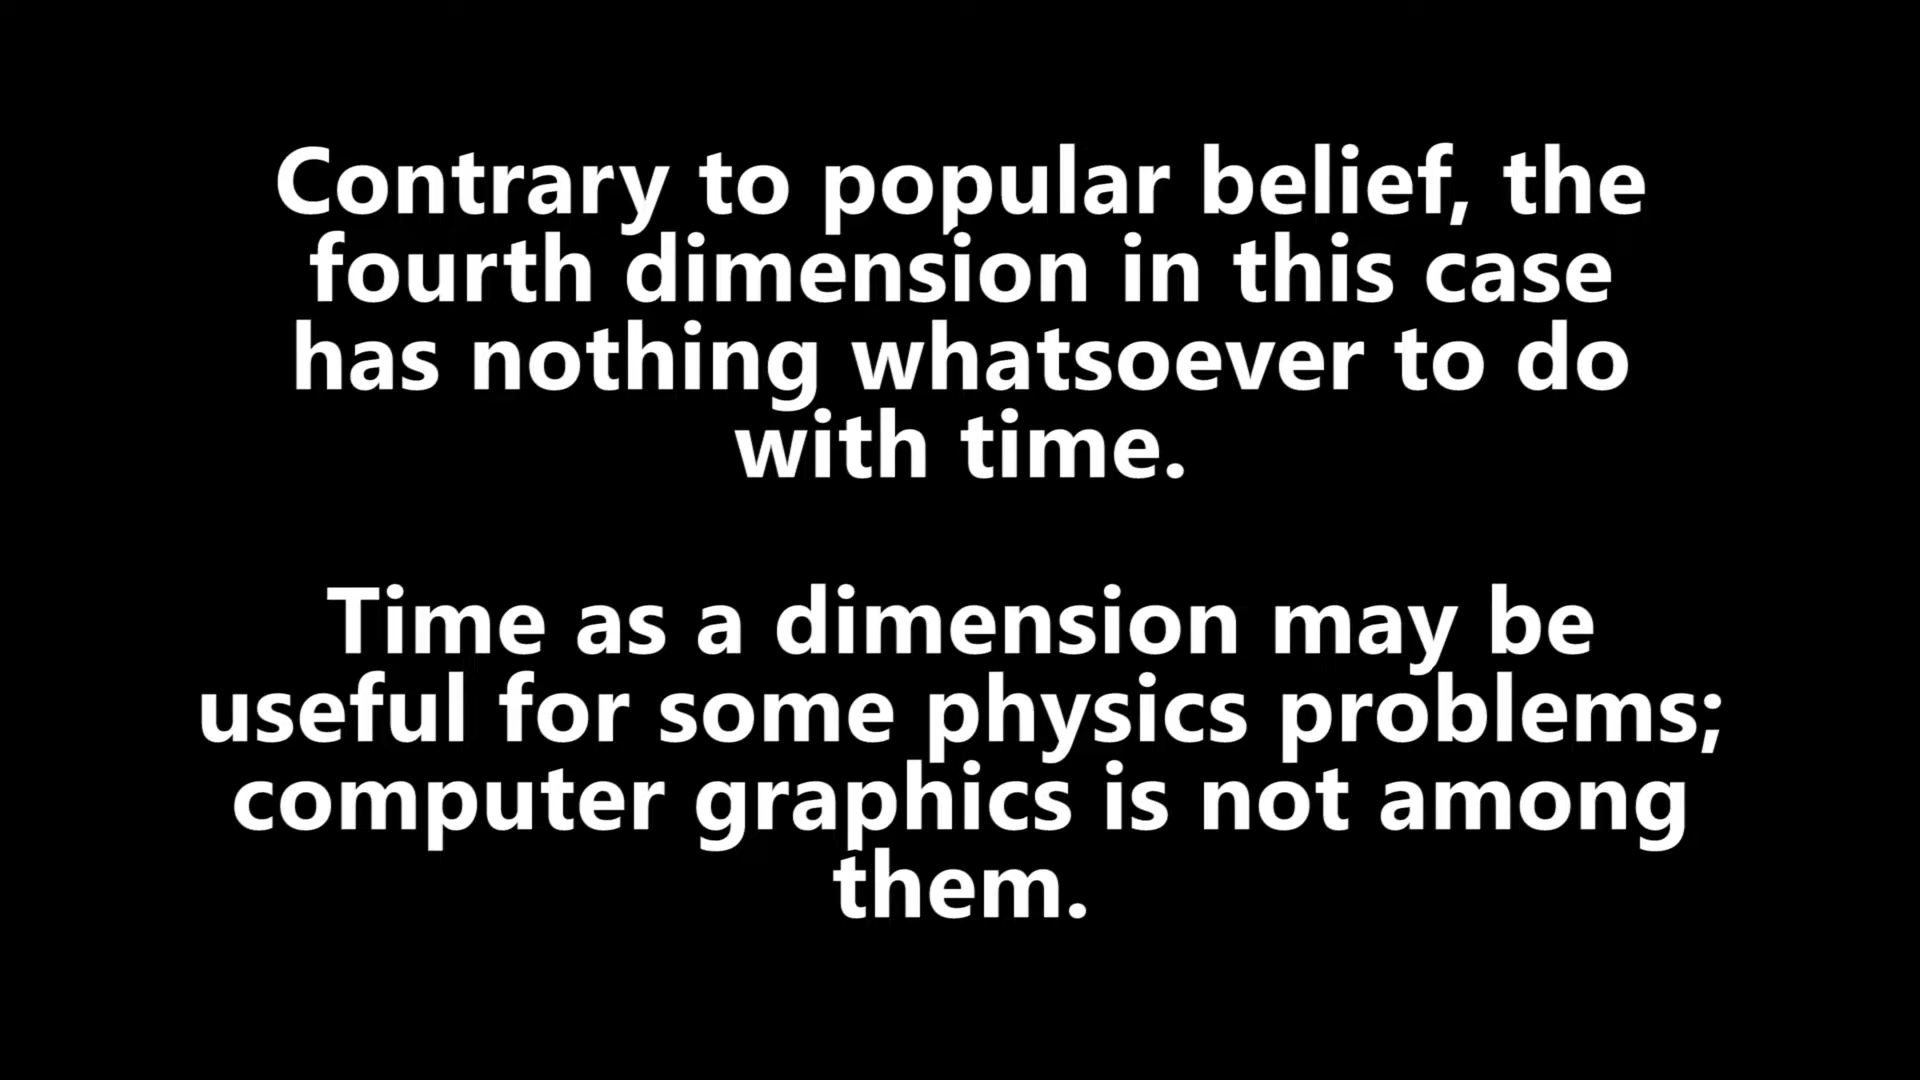 Contrary to popular belief, the
fourth dimension in this case
has nothing whatsoever to do
with time.
Time as a dimension may be
useful for some physics problems;
computer graphics is not among
them.